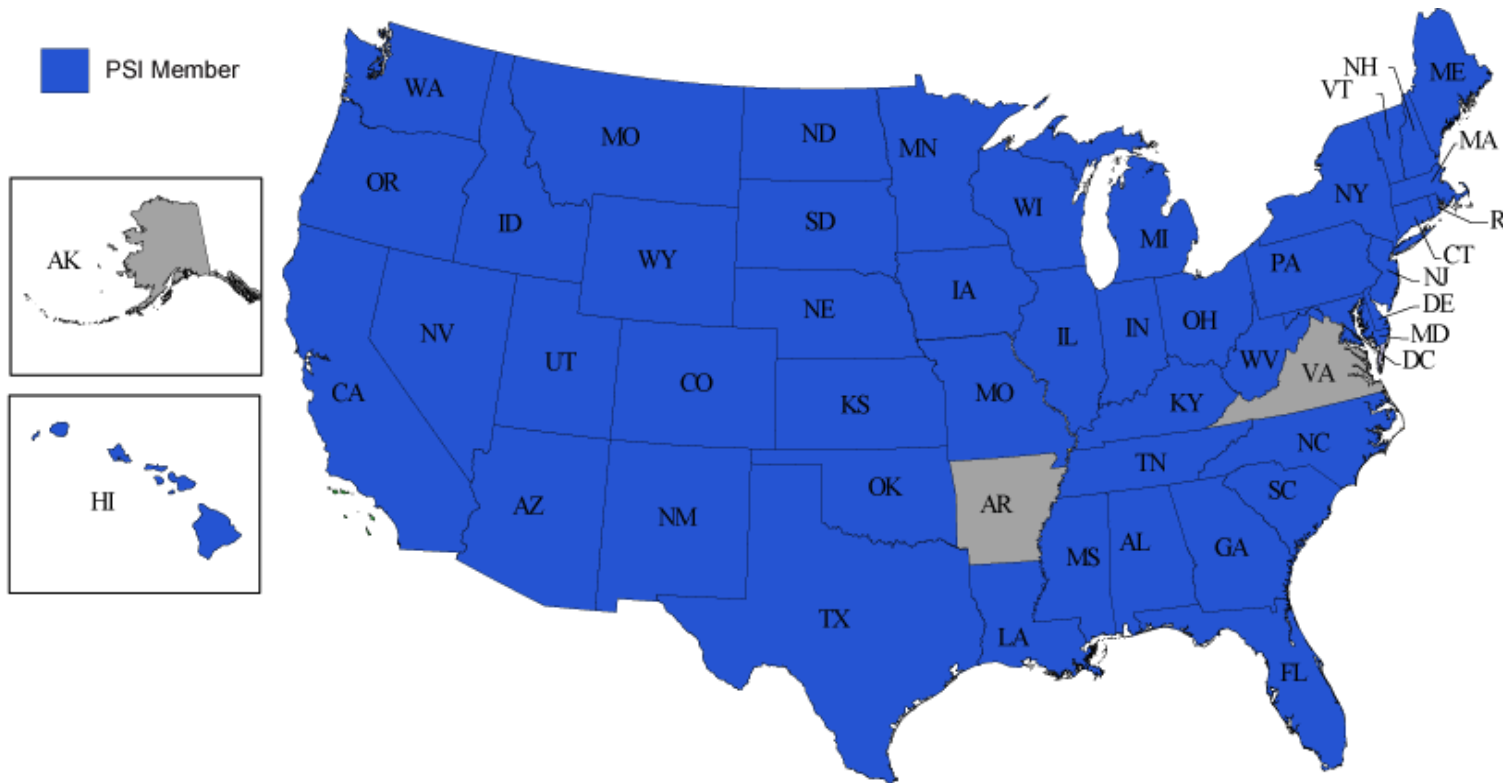 PSI Member
NH
VT
ME
WA
MO
ND
MN
MA
OR
ID
SD
WI
MI
NY
R
AK
WY
CT
PA
NJ
IA
NE
DE
NV
IL
IN
OH
MD
UT
WV
DC
CA
CO
VA
KS
MO
KY
NC
TN
OK
SC
HI
AZ
NM
AR
MS
AL
GA
TX
LA
FL